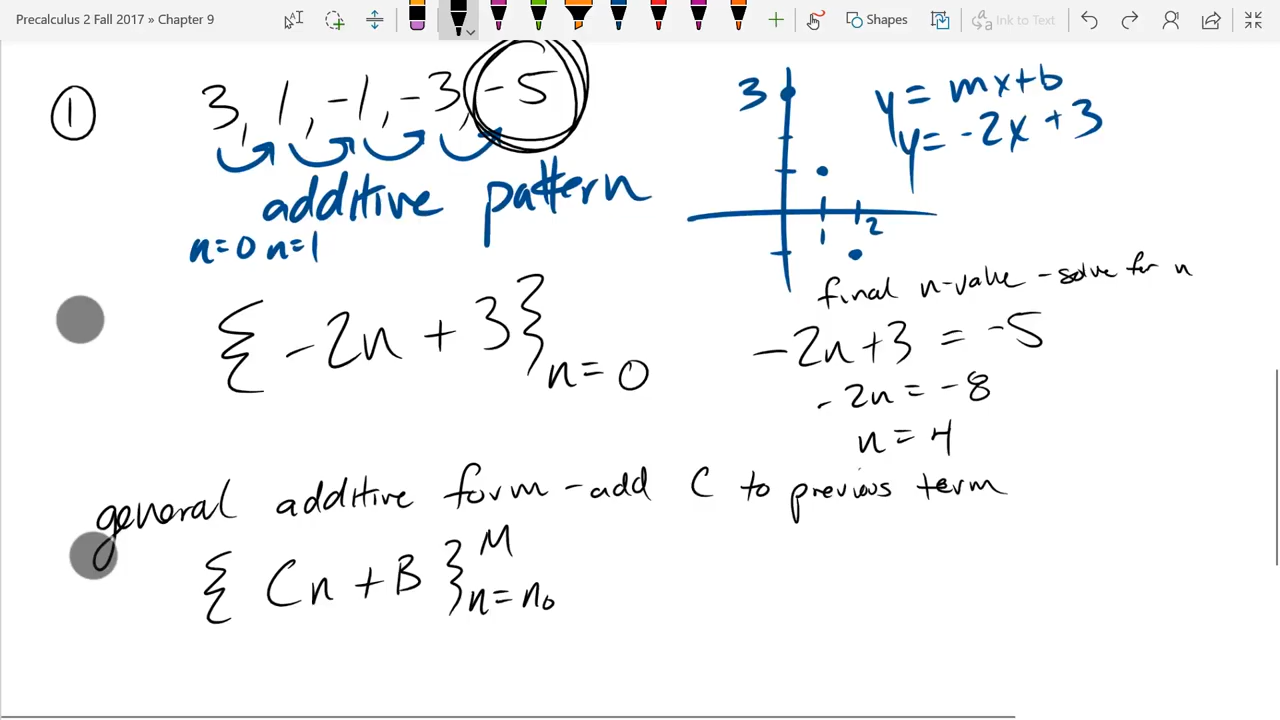 Precalculus 2 Fall 2017 » Chapter 9
Shapes
Ink to Text
① 3, 1, -1, -3, -5
additive pattern
n=0 n=1
3
1
2
y = mx+b
y = -2x + 3
{ -2n + 3 } n = 0
final n-value - solve for n
-2n+3 = -5
-2n = -8
n = 4
general additive form - add C to previous term
{ Cn + B } M n = n₀